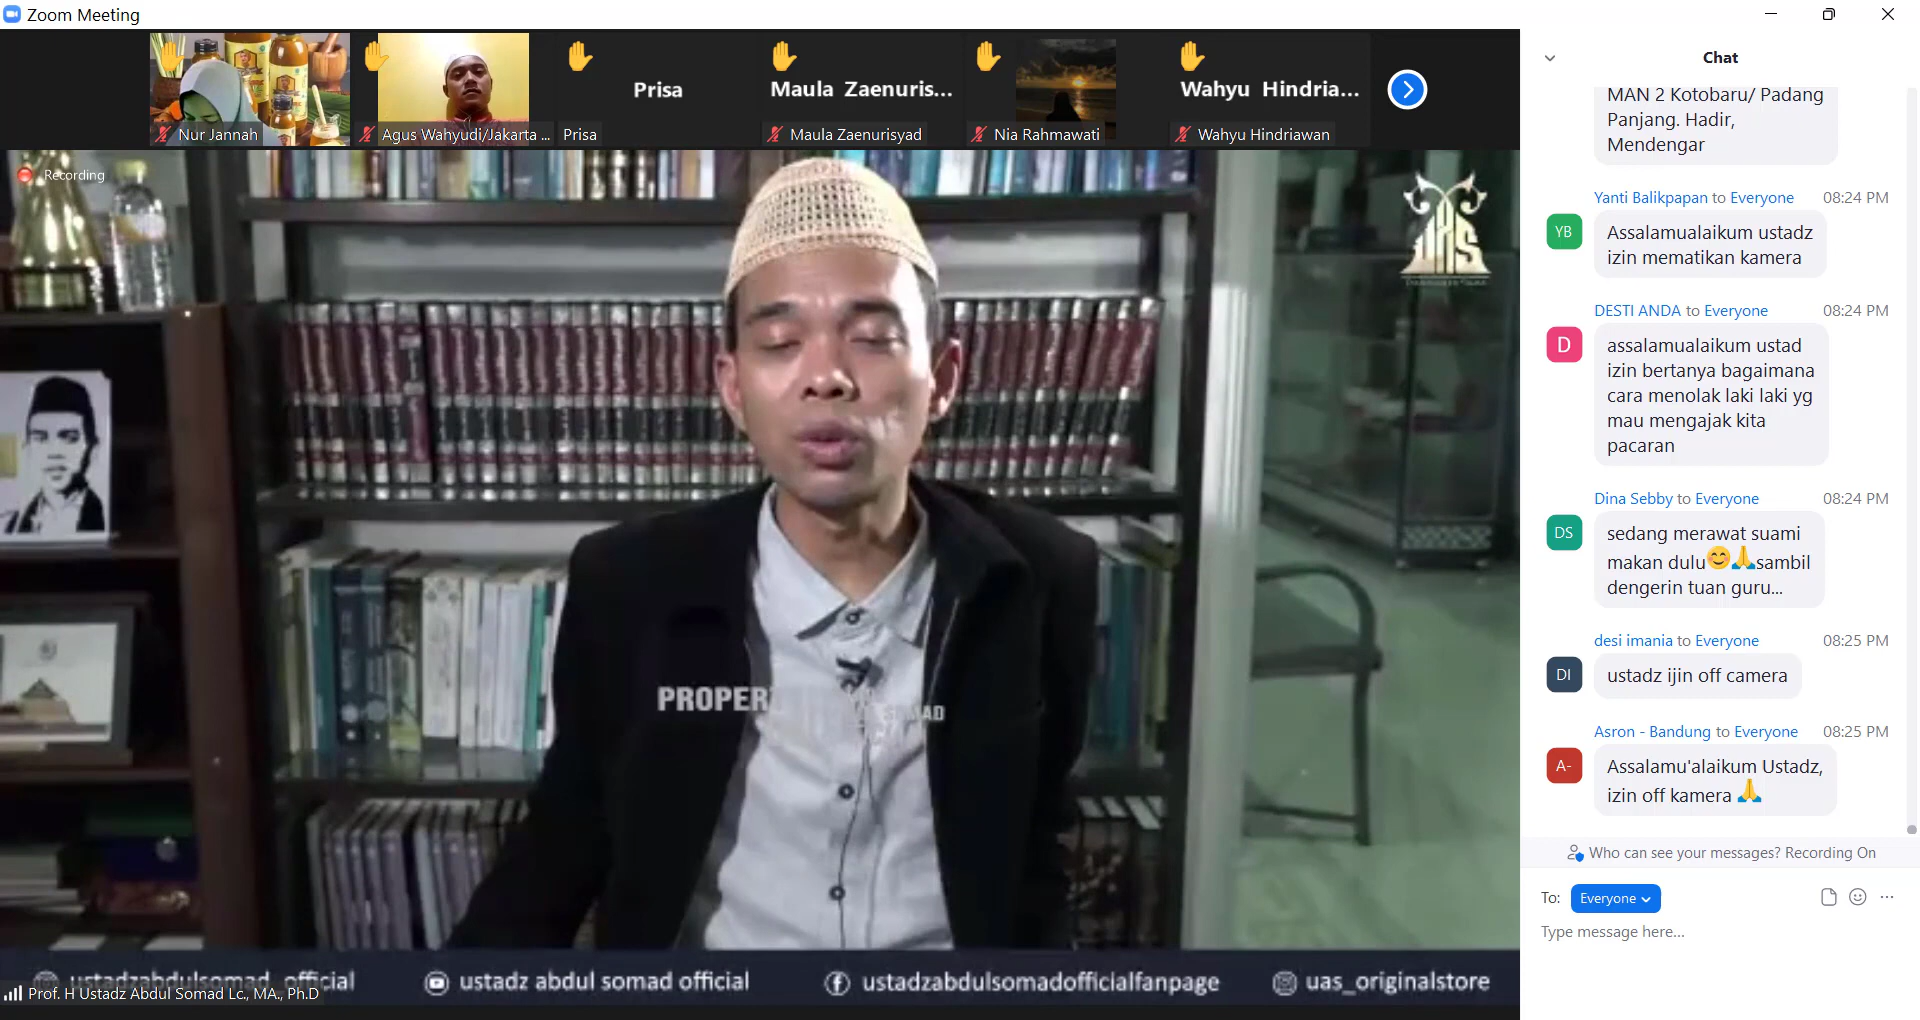 Zoom Meeting
Nur Jannah
Agus Wahyudi/Jakarta ...
Prisa
Prisa
Maula Zaenuris...
Maula Zaenurisyad
Nia Rahmawati
Wahyu Hindria...
Wahyu Hindriawan
Recording
UAS
PROPER
SOMAD
ustadzabdulsomad_official
ustadz abdul somad official
ustadzabdulsomadofficialfanpage
uas_originalstore
Prof. H Ustadz Abdul Somad Lc., MA., Ph.D
Chat
MAN 2 Kotobaru/ Padang
Panjang. Hadir,
Mendengar
Yanti Balikpapan to Everyone 08:24 PM
YB
Assalamualaikum ustadz
izin mematikan kamera
DESTI ANDA to Everyone 08:24 PM
D
assalamualaikum ustad
izin bertanya bagaimana
cara menolak laki laki yg
mau mengajak kita
pacaran
Dina Sebby to Everyone 08:24 PM
DS
sedang merawat suami
makan dulu😊🙏sambil
dengerin tuan guru...
desi imania to Everyone 08:25 PM
DI
ustadz ijin off camera
Asron - Bandung to Everyone 08:25 PM
A-
Assalamu'alaikum Ustadz,
izin off kamera 🙏
Who can see your messages? Recording On
To: Everyone
Type message here...